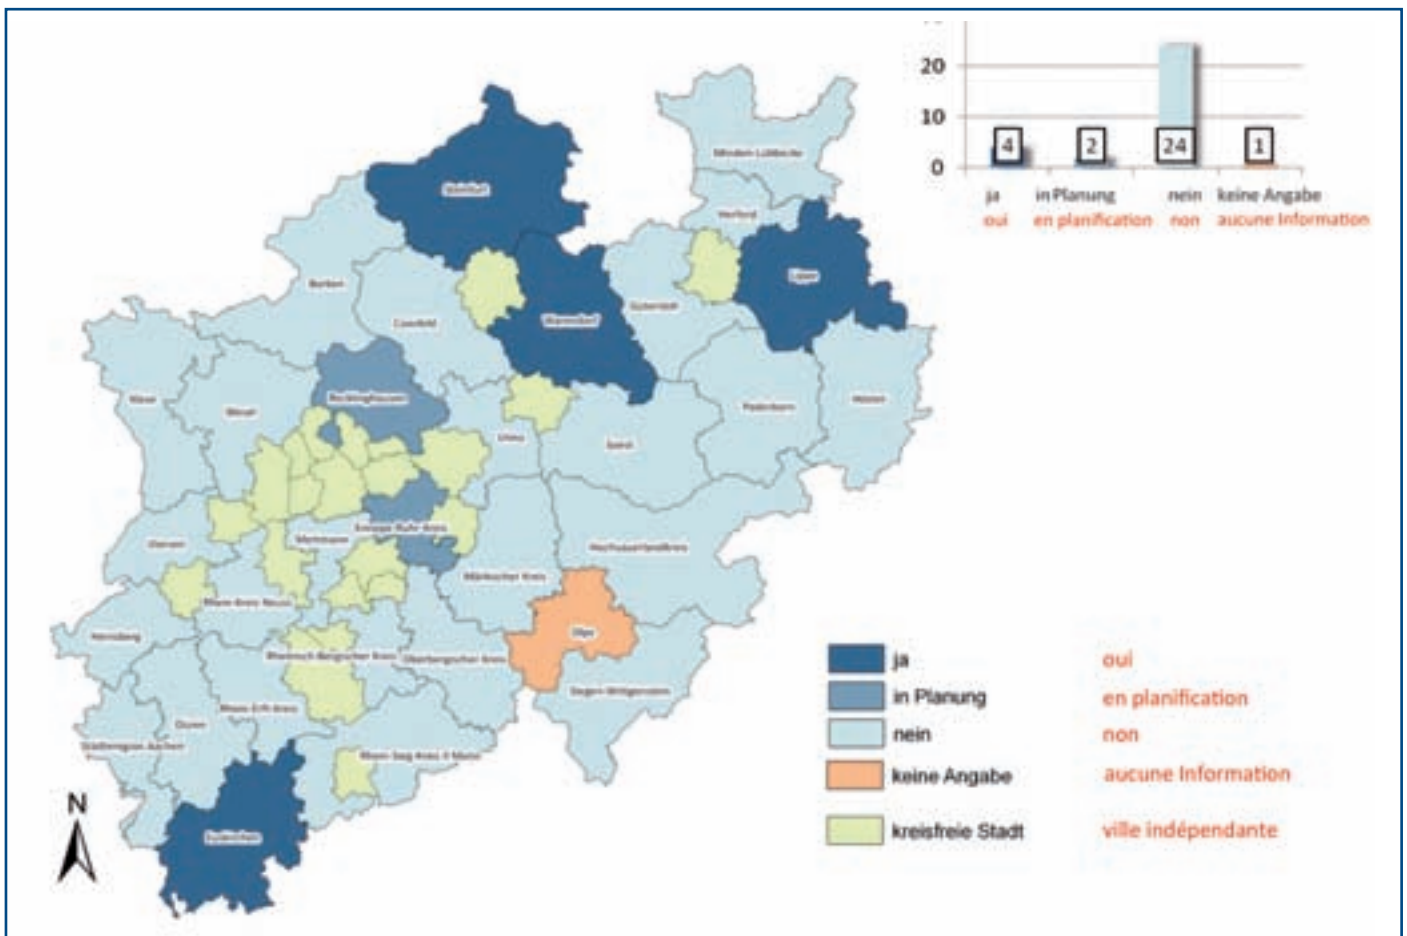 20
10
0
4
2
24
1
ja
in Planung
nein
keine Angabe
oui
en planification
non
aucune Information
Minden-Lübbecke
Herford
Steinfurt
Lippe
Borken
Gütersloh
Warendorf
Coesfeld
Recklinghausen
Wesel
Paderborn
Höxter
Unna
Soest
Ennepe-Ruhr-Kreis
Mettmann
Viersen
Hochsauerlandkreis
Märkischer Kreis
Rhein-Kreis Neuss
Olpe
Heinsberg
Rheinisch-Bergischer Kreis
Oberbergischer Kreis
Siegen-Wittgenstein
Rhein-Erft-Kreis
Düren
Städteregion Aachen
Euskirchen
N
ja
oui
in Planung
en planification
nein
non
keine Angabe
aucune Information
kreisfreie Stadt
ville indépendante